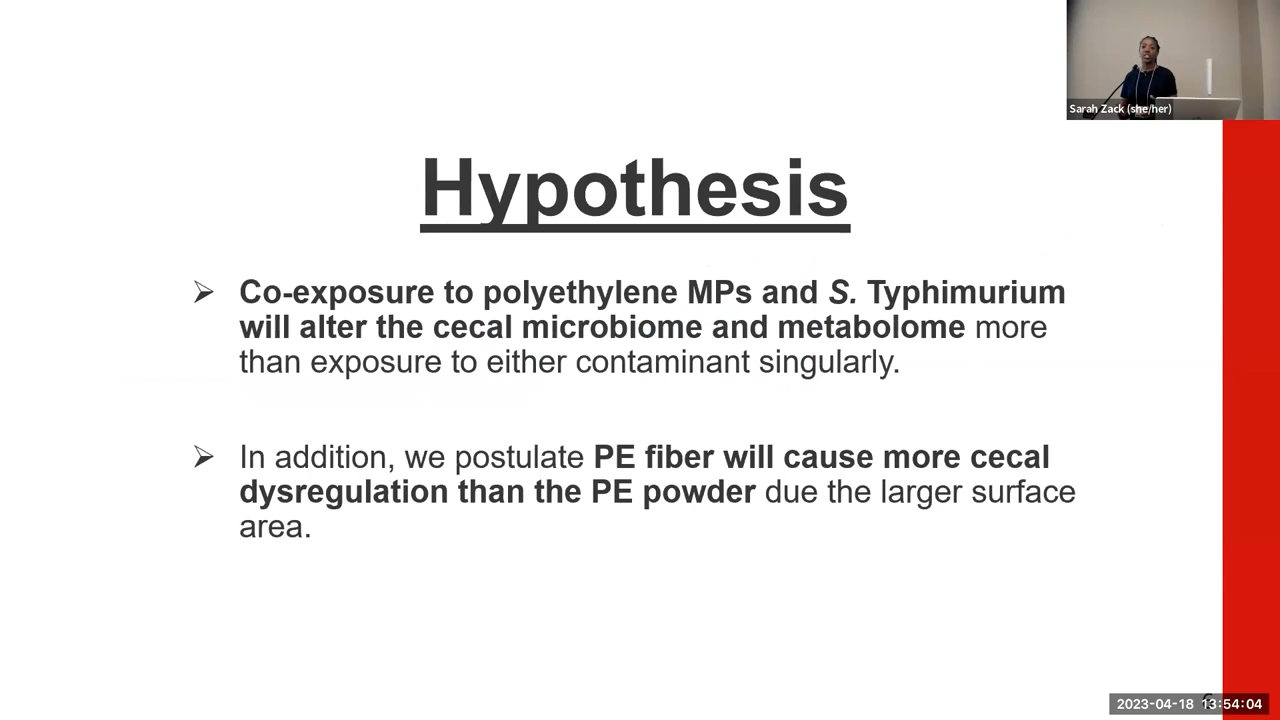 Sarah Zack (she/her)
Hypothesis
➢ Co-exposure to polyethylene MPs and S. Typhimurium
will alter the cecal microbiome and metabolome more
than exposure to either contaminant singularly.
➢ In addition, we postulate PE fiber will cause more cecal
dysregulation than the PE powder due the larger surface
area.
2023-04-18 13:54:04